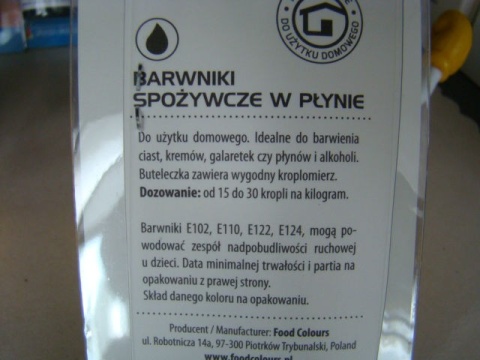 DO UŻYTKU DOMOWEGO
BARWNIKI
SPOŻYWCZE W PŁYNIE
Do użytku domowego. Idealne do barwienia
ciast, kremów, galaretek czy płynów i alkoholi.
Buteleczka zawiera wygodny kroplomierz.
Dozowanie: od 15 do 30 kropli na kilogram.
Barwniki E102, E110, E122, E124, mogą po-
wodować zespół nadpobudliwości ruchowej
u dzieci. Data minimalnej trwałości i partia na
opakowaniu z prawej strony.
Skład danego koloru na opakowaniu.
Producent / Manufacturer: Food Colours
ul. Robotnicza 14a, 97-300 Piotrków Trybunalski, Poland
www.foodcolours.pl